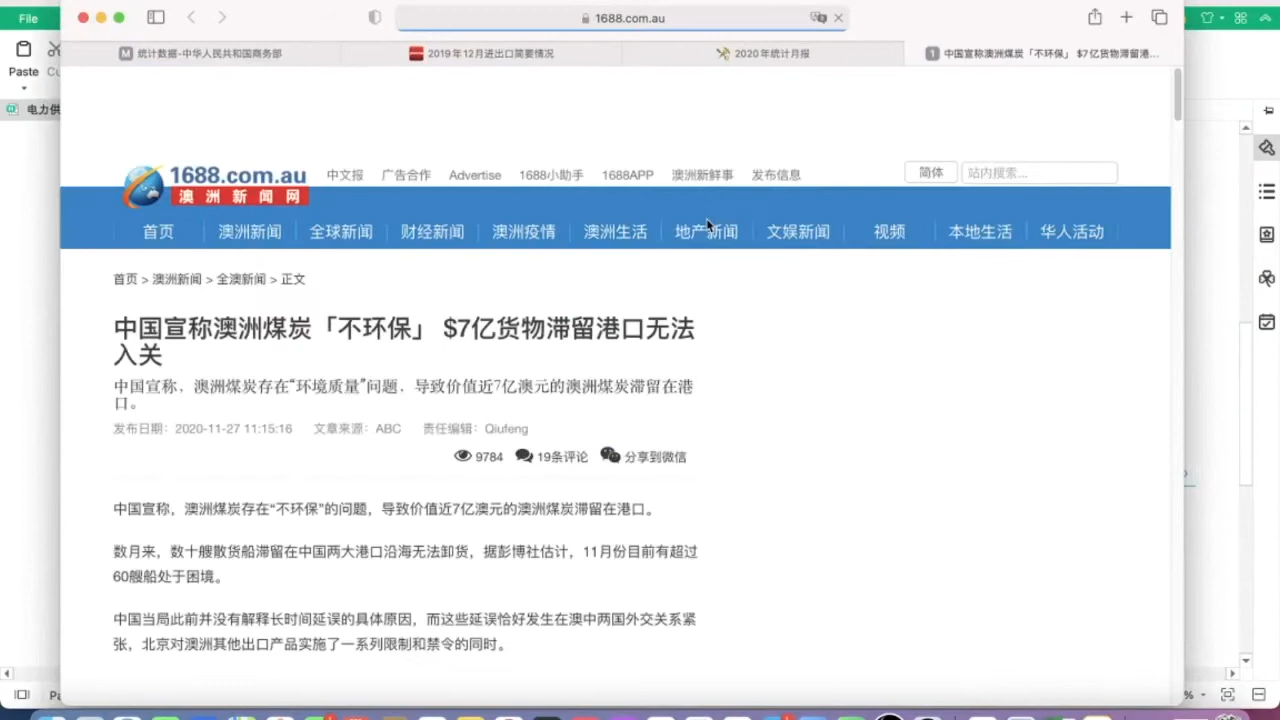 File
1688.com.au
Paste
Cu
统计数据-中华人民共和国商务部
2019年12月进出口简要情况
2020年统计月报
1 中国宣称澳洲煤炭「不环保」 $7亿货物滞留港...
电力供
1688.com.au
澳洲新闻网
中文报 广告合作 Advertise 1688小助手 1688APP 澳洲新鲜事 发布信息
简体 站内搜索...
首页 澳洲新闻 全球新闻 财经新闻 澳洲疫情 澳洲生活 地产新闻 文娱新闻 视频 本地生活 华人活动
首页 > 澳洲新闻 > 全澳新闻 > 正文
中国宣称澳洲煤炭「不环保」 $7亿货物滞留港口无法
入关
中国宣称，澳洲煤炭存在“环境质量”问题，导致价值近7亿澳元的澳洲煤炭滞留在港
口。
发布日期：2020-11-27 11:15:16 文章来源：ABC 责任编辑：Qiufeng
9784 19条评论 分享到微信
中国宣称，澳洲煤炭存在“不环保”的问题，导致价值近7亿澳元的澳洲煤炭滞留在港口。
数月来，数十艘散货船滞留在中国两大港口沿海无法卸货，据彭博社估计，11月份目前有超过
60艘船处于困境。
中国当局此前并没有解释长时间延误的具体原因，而这些延误恰好发生在澳中两国外交关系紧
张，北京对澳洲其他出口产品实施了一系列限制和禁令的同时。
Pa
%